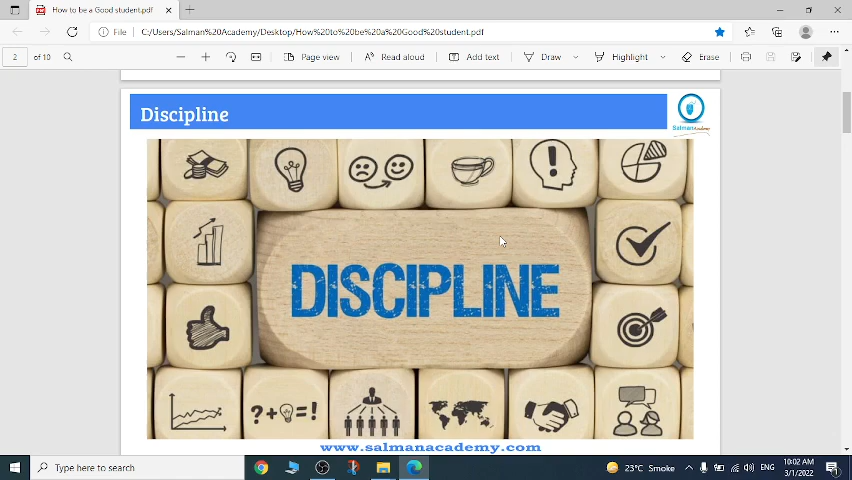 How to be a Good student.pdf
File
C:/Users/Salman%20Academy/Desktop/How%20to%20be%20a%20Good%20student.pdf
2 of 10
Page view
Read aloud
Add text
Draw
Highlight
Erase
Discipline
SalmanAcademy
DISCIPLINE
?+ =!
www.salmanacademy.com
Type here to search
23°C Smoke
ENG
10:02 AM
3/1/2022